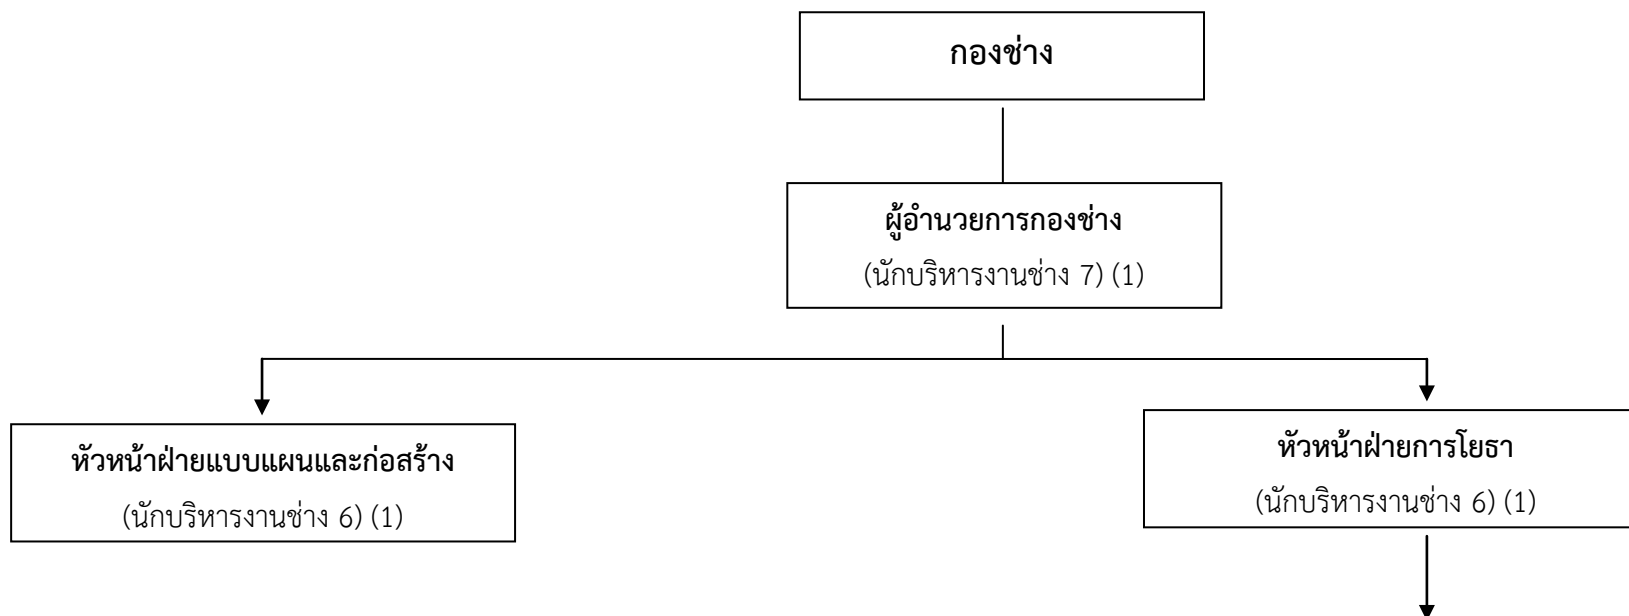 กองช่าง
ผู้อำนวยการกองช่าง
(นักบริหารงานช่าง 7) (1)
หัวหน้าฝ่ายแบบแผนและก่อสร้าง
(นักบริหารงานช่าง 6) (1)
หัวหน้าฝ่ายการโยธา
(นักบริหารงานช่าง 6) (1)